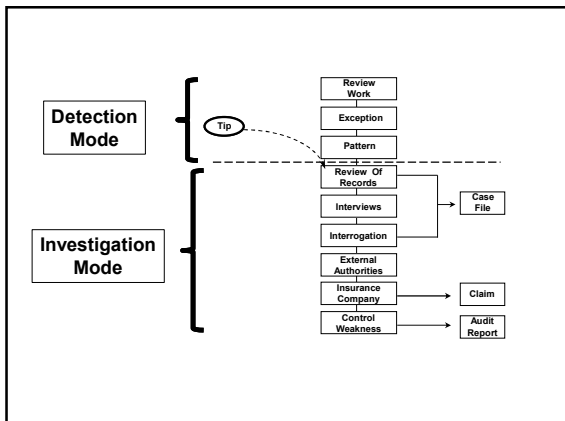 Review
Work
Detection
Mode
Tip
Exception
Pattern
Review Of
Records
Interviews
Case
File
Investigation
Mode
Interrogation
External
Authorities
Insurance
Company
Claim
Control
Weakness
Audit
Report